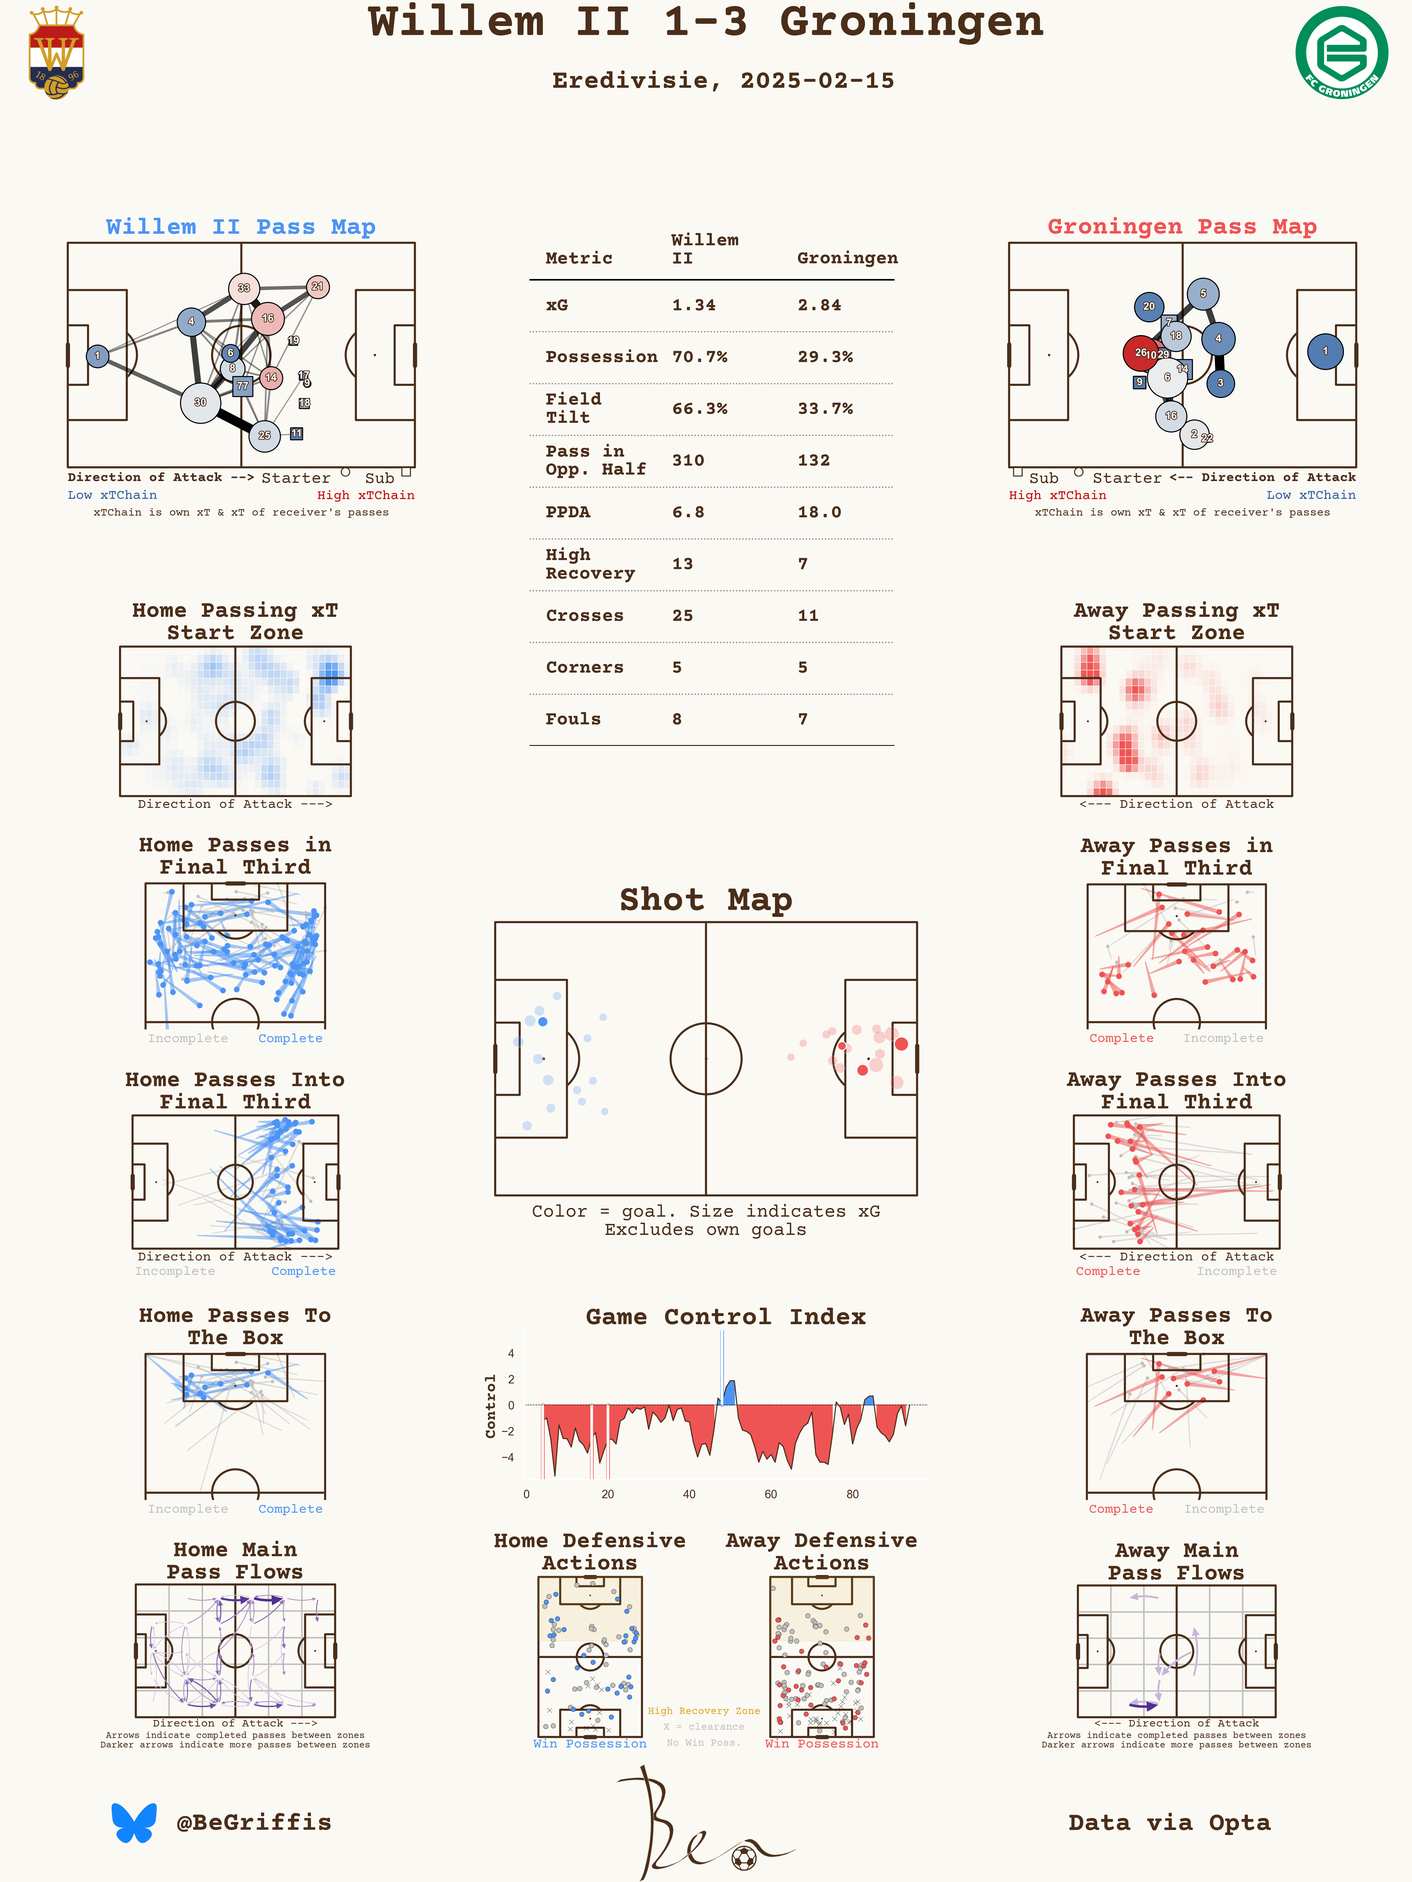 Willem II 1-3 Groningen
Eredivisie, 2025-02-15
18 W 96
FC GRONINGEN
Willem II Pass Map
33
21
16
4
19
6
1
8
17
9
14
77
30
18
25
11
Direction of Attack --> Starter Sub
Low xTChain High xTChain
xTChain is own xT & xT of receiver's passes
Metric Willem II Groningen
xG 1.34 2.84
Possession 70.7% 29.3%
Field Tilt 66.3% 33.7%
Pass in Opp. Half 310 132
PPDA 6.8 18.0
High Recovery 13 7
Crosses 25 11
Corners 5 5
Fouls 8 7
Groningen Pass Map
5
20
7
18
4
26
10
29
1
14
9
6
3
16
2
22
Sub Starter <-- Direction of Attack
High xTChain Low xTChain
xTChain is own xT & xT of receiver's passes
Home Passing xT
Start Zone
Direction of Attack --->
Away Passing xT
Start Zone
<--- Direction of Attack
Home Passes in
Final Third
Incomplete Complete
Away Passes in
Final Third
Complete Incomplete
Shot Map
Color = goal. Size indicates xG
Excludes own goals
Home Passes Into
Final Third
Direction of Attack --->
Incomplete Complete
Away Passes Into
Final Third
<--- Direction of Attack
Complete Incomplete
Home Passes To
The Box
Incomplete Complete
Game Control Index
Control
4
2
0
−2
−4
0 20 40 60 80
Away Passes To
The Box
Complete Incomplete
Home Main
Pass Flows
Direction of Attack --->
Arrows indicate completed passes between zones
Darker arrows indicate more passes between zones
Home Defensive
Actions
Win Possession
High Recovery Zone
X = clearance
No Win Poss.
Away Defensive
Actions
Win Possession
Away Main
Pass Flows
<--- Direction of Attack
Arrows indicate completed passes between zones
Darker arrows indicate more passes between zones
@BeGriffis
Ben
Data via Opta